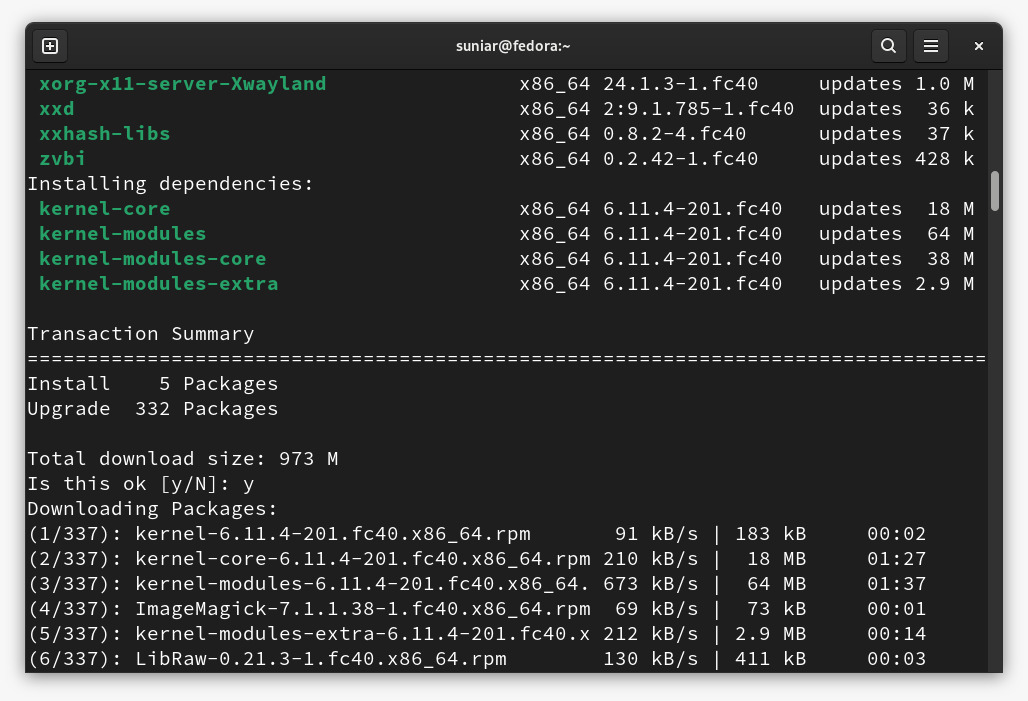 suniar@fedora:~
xorg-x11-server-Xwayland x86_64 24.1.3-1.fc40 updates 1.0 M
xxd x86_64 2:9.1.785-1.fc40 updates 36 k
xxhash-libs x86_64 0.8.2-4.fc40 updates 37 k
zvbi x86_64 0.2.42-1.fc40 updates 428 k
Installing dependencies:
kernel-core x86_64 6.11.4-201.fc40 updates 18 M
kernel-modules x86_64 6.11.4-201.fc40 updates 64 M
kernel-modules-core x86_64 6.11.4-201.fc40 updates 38 M
kernel-modules-extra x86_64 6.11.4-201.fc40 updates 2.9 M
Transaction Summary
================================================================================
Install 5 Packages
Upgrade 332 Packages
Total download size: 973 M
Is this ok [y/N]: y
Downloading Packages:
(1/337): kernel-6.11.4-201.fc40.x86_64.rpm 91 kB/s | 183 kB 00:02
(2/337): kernel-core-6.11.4-201.fc40.x86_64.rpm 210 kB/s | 18 MB 01:27
(3/337): kernel-modules-6.11.4-201.fc40.x86_64. 673 kB/s | 64 MB 01:37
(4/337): ImageMagick-7.1.1.38-1.fc40.x86_64.rpm 69 kB/s | 73 kB 00:01
(5/337): kernel-modules-extra-6.11.4-201.fc40.x 212 kB/s | 2.9 MB 00:14
(6/337): LibRaw-0.21.3-1.fc40.x86_64.rpm 130 kB/s | 411 kB 00:03